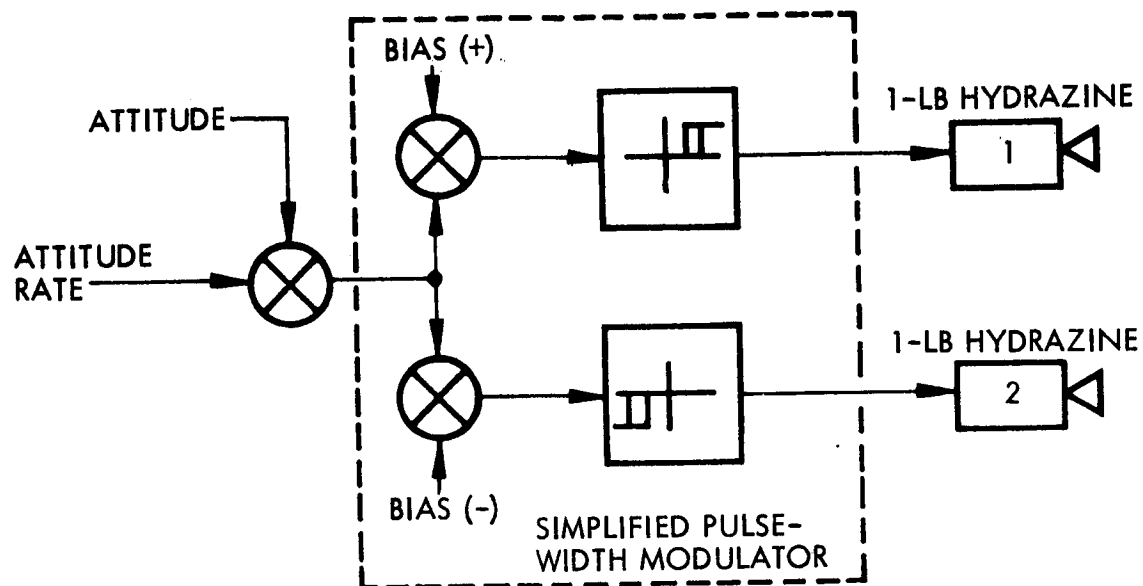 BIAS (+)
ATTITUDE
1-LB HYDRAZINE
1
ATTITUDE
RATE
1-LB HYDRAZINE
2
BIAS (-)
SIMPLIFIED PULSE-
WIDTH MODULATOR